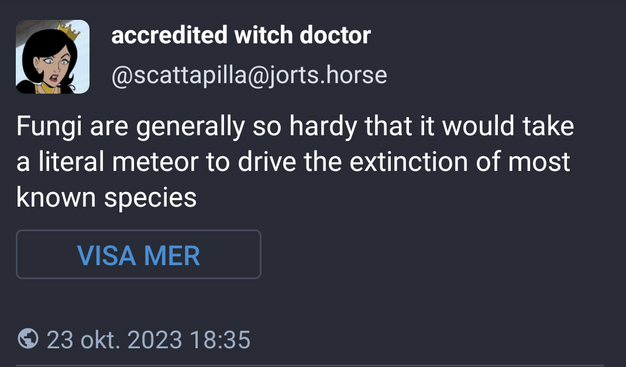 accredited witch doctor
@scattapilla@jorts.horse
Fungi are generally so hardy that it would take
a literal meteor to drive the extinction of most
known species
VISA MER
23 okt. 2023 18:35